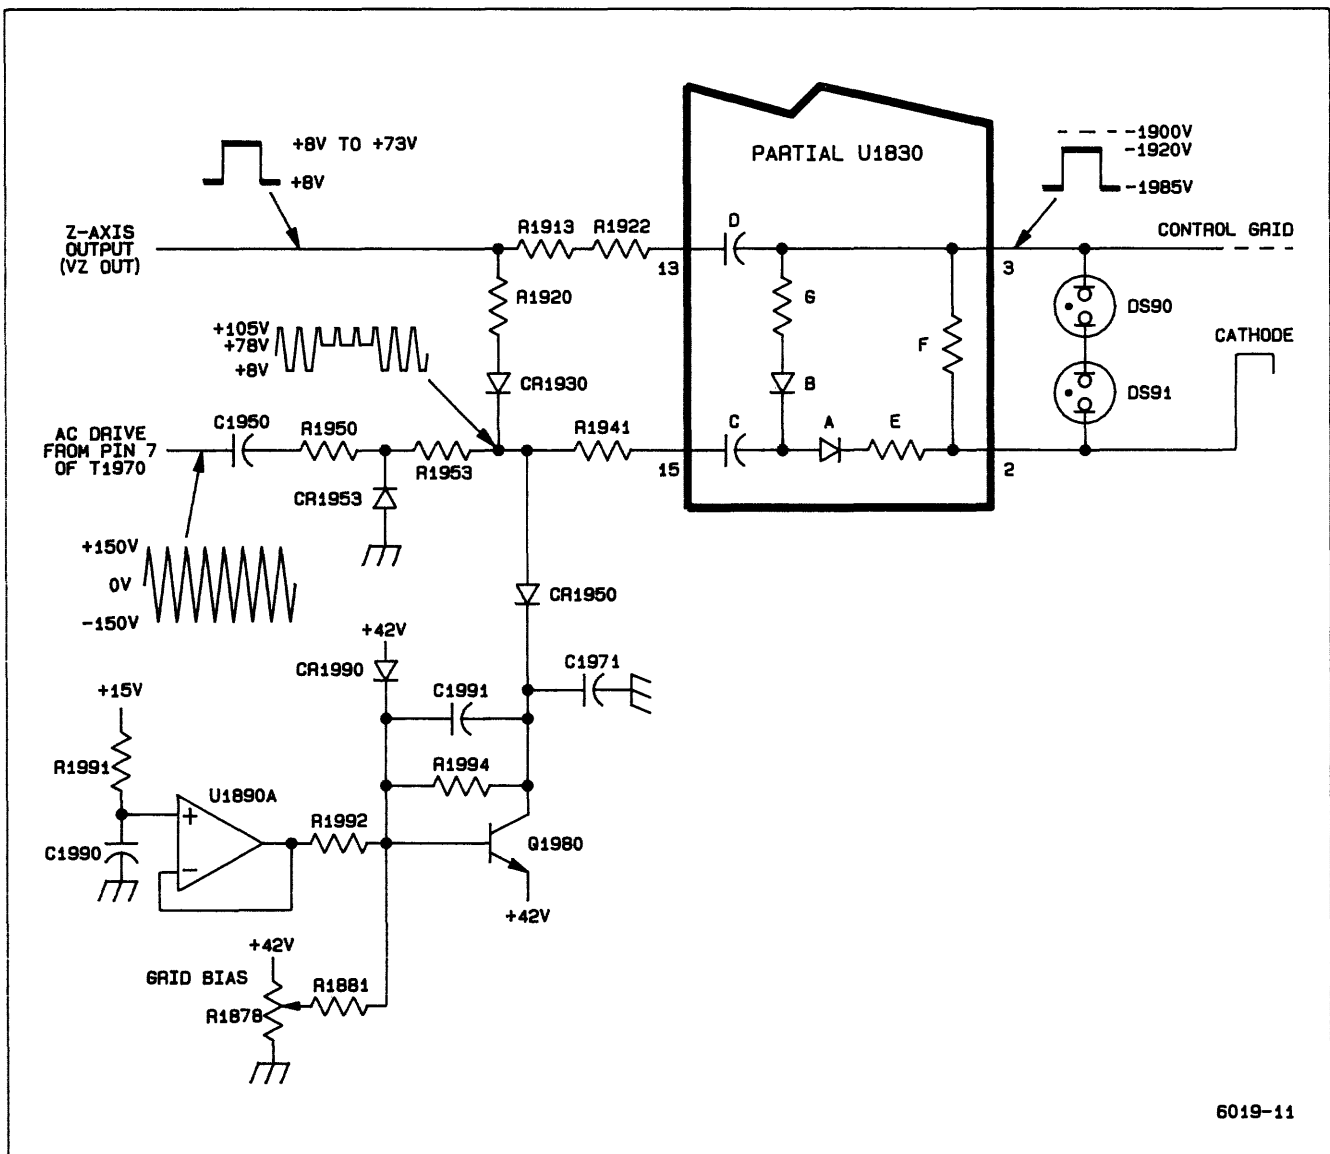 +8V TO +73V
+8V
Z-AXIS
OUTPUT
(VZ OUT)
R1913
R1922
13
PARTIAL U1830
D
G
B
F
C
A
E
3
2
15
-1900V
-1920V
-1985V
CONTROL GRID
DS90
CATHODE
DS91
R1920
+105V
+78V
+8V
CR1930
AC DRIVE
FROM PIN 7
OF T1970
C1950
R1950
R1953
R1941
CR1953
+150V
0V
-150V
CR1950
+42V
CR1990
C1971
C1991
+15V
R1991
R1994
U1890A
+
-
R1992
C1990
Q1980
+42V
+42V
GRID BIAS
R1881
R1878
6019-11